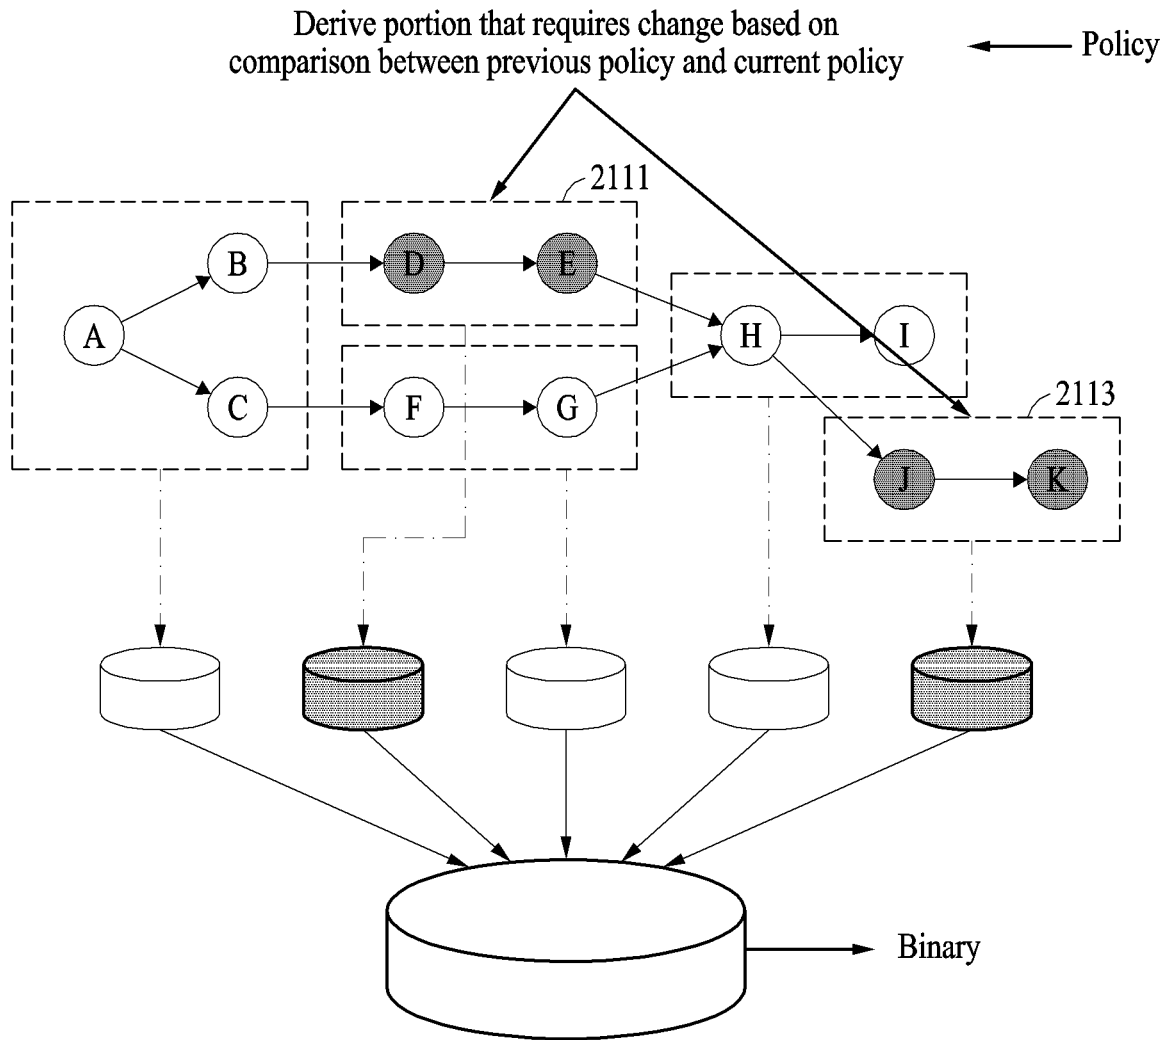 Derive portion that requires change based on
comparison between previous policy and current policy
Policy
2111
B
D
E
A
H
I
C
F
G
2113
J
K
Binary